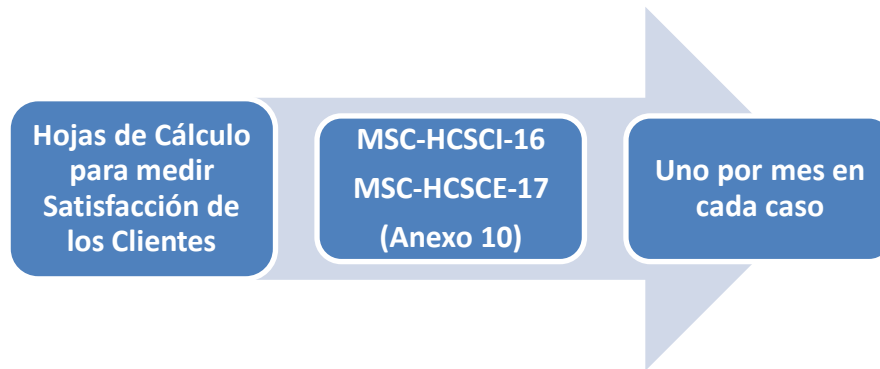 Hojas de Cálculo
para medir
Satisfacción de
los Clientes
MSC-HCSCI-16
MSC-HCSCE-17
(Anexo 10)
Uno por mes en
cada caso